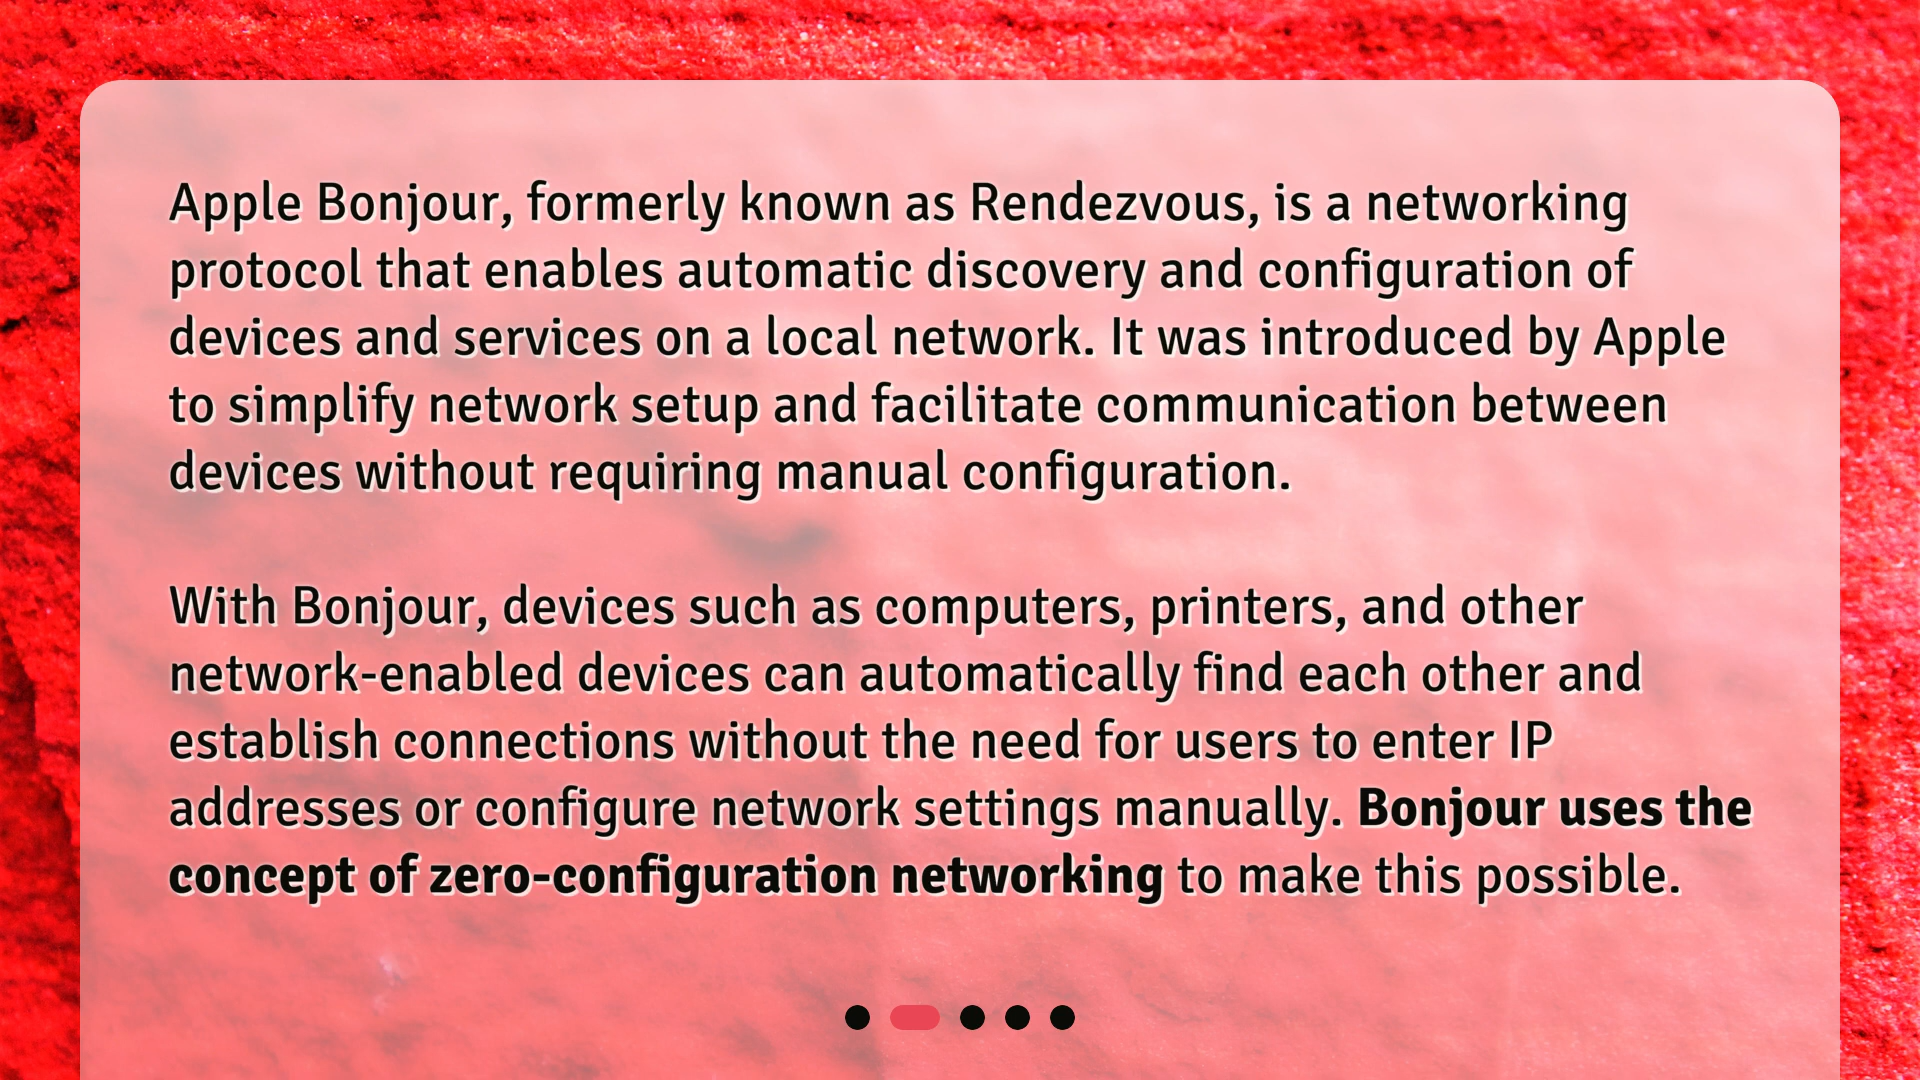 Apple Bonjour, formerly known as Rendezvous, is a networking
protocol that enables automatic discovery and configuration of
devices and services on a local network. It was introduced by Apple
to simplify network setup and facilitate communication between
devices without requiring manual configuration.
With Bonjour, devices such as computers, printers, and other
network-enabled devices can automatically find each other and
establish connections without the need for users to enter IP
addresses or configure network settings manually. Bonjour uses the
concept of zero-configuration networking to make this possible.